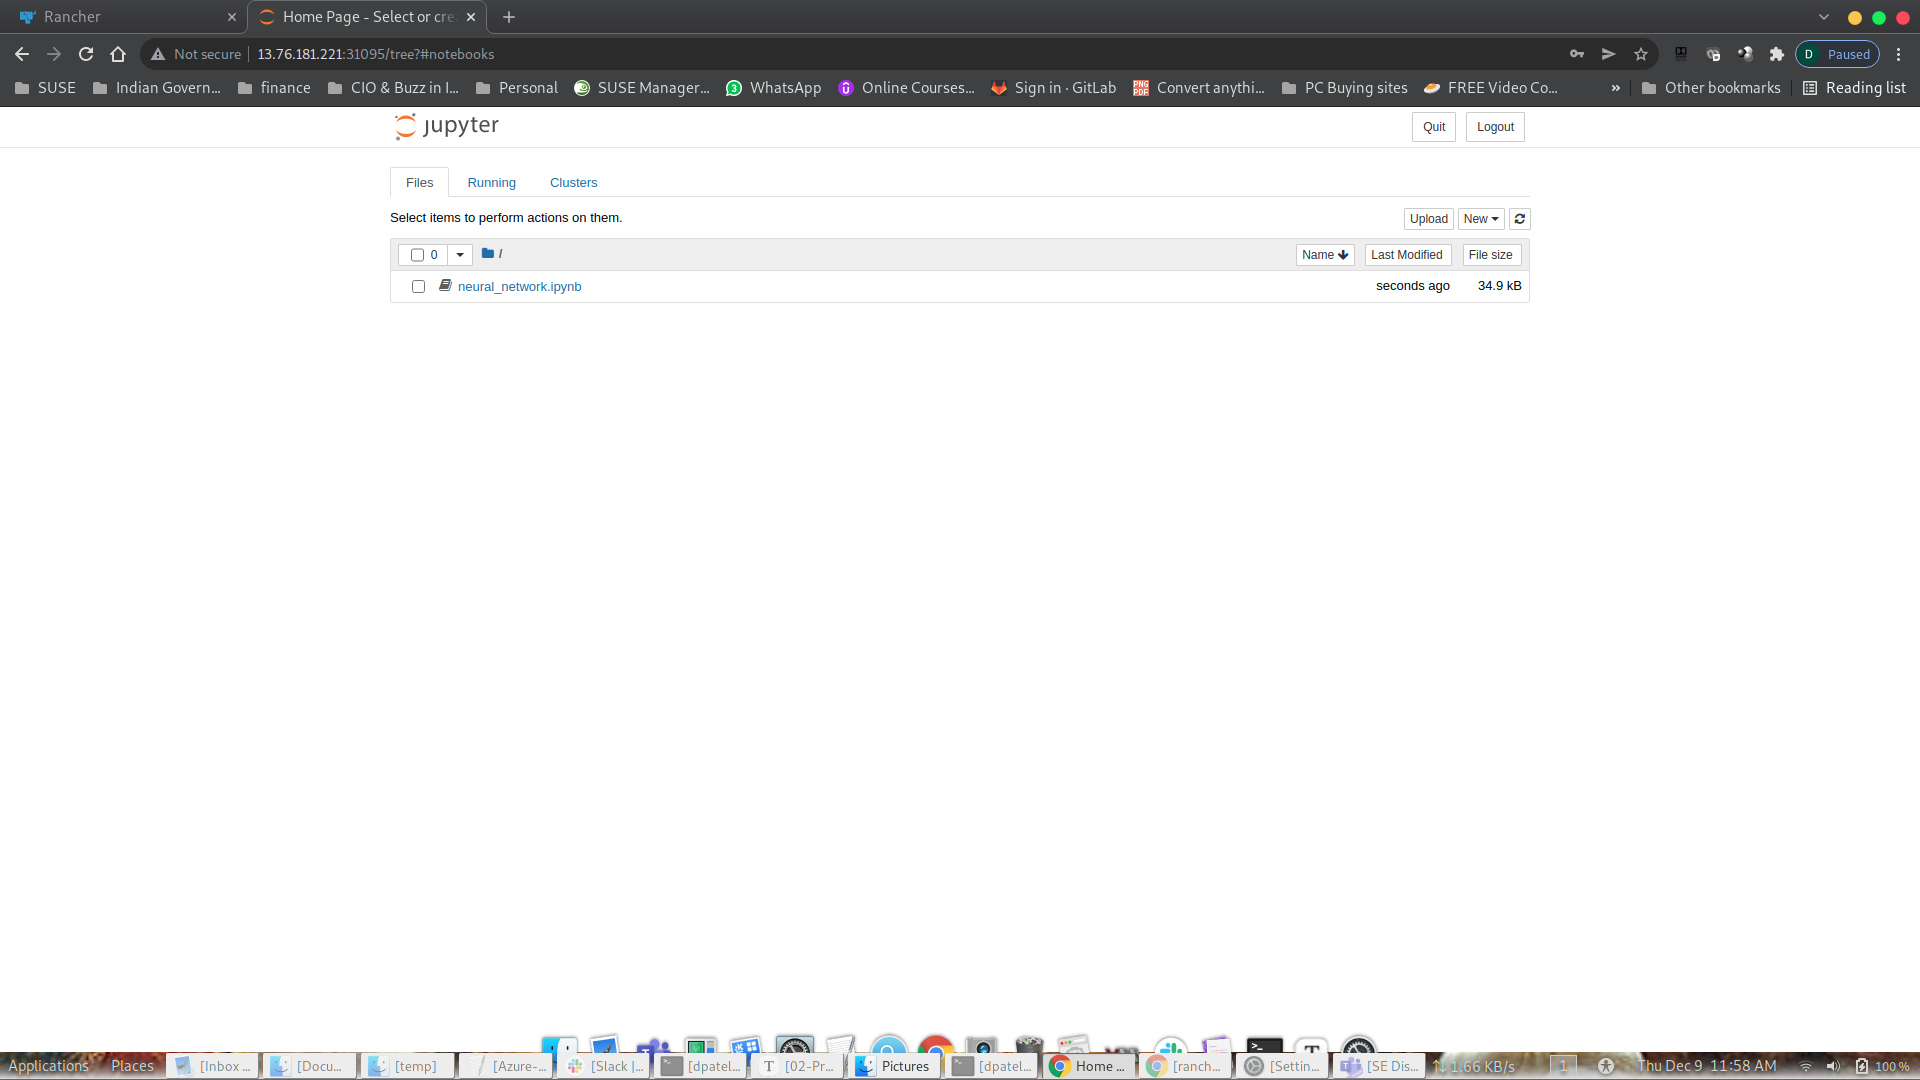 Rancher
Home Page - Select or cre
Not secure 13.76.181.221:31095/tree?#notebooks
Paused
SUSE Indian Govern... finance CIO & Buzz in I... Personal SUSE Manager... WhatsApp Online Courses... Sign in · GitLab Convert anythi... PC Buying sites FREE Video Co... » Other bookmarks Reading list
jupyter
Quit Logout
Files Running Clusters
Select items to perform actions on them.
Upload New
0 / Name Last Modified File size
neural_network.ipynb seconds ago 34.9 kB
Applications Places [Inbox ... [Docu... [temp] [Azure-... [Slack |... [dpatel... [02-Pr... Pictures [dpatel... Home ... [ranch... [Settin... [SE Dis... 1.66 KB/s 1 Thu Dec 9 11:58 AM 100 %